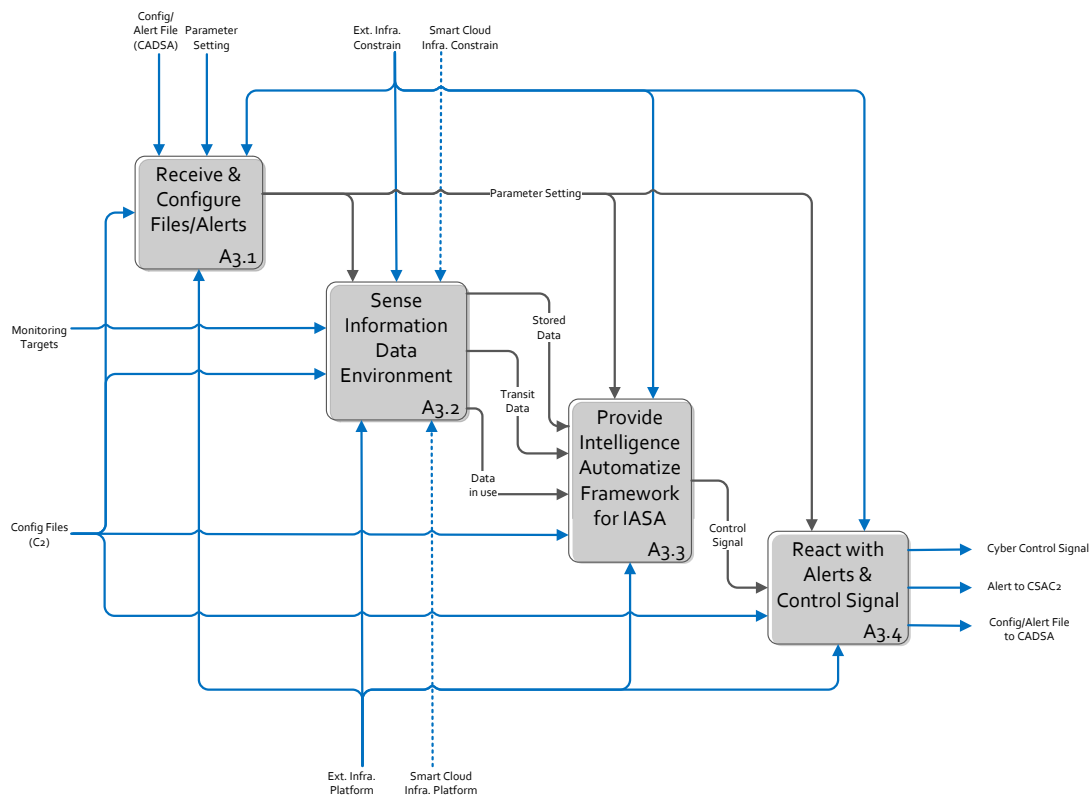 Config/
Alert File
(CADSA)
Parameter
Setting
Ext. Infra.
Constrain
Smart Cloud
Infra. Constrain
Receive &
Configure
Files/Alerts
A3.1
Parameter Setting
Sense
Information
Data
Environment
A3.2
Monitoring
Targets
Stored
Data
Transit
Data
Data
in use
Provide
Intelligence
Automatize
Framework
for IASA
A3.3
Config Files
(C2)
Control
Signal
React with
Alerts &
Control Signal
A3.4
Cyber Control Signal
Alert to CSAC2
Config/Alert File
to CADSA
Ext. Infra.
Platform
Smart Cloud
Infra. Platform